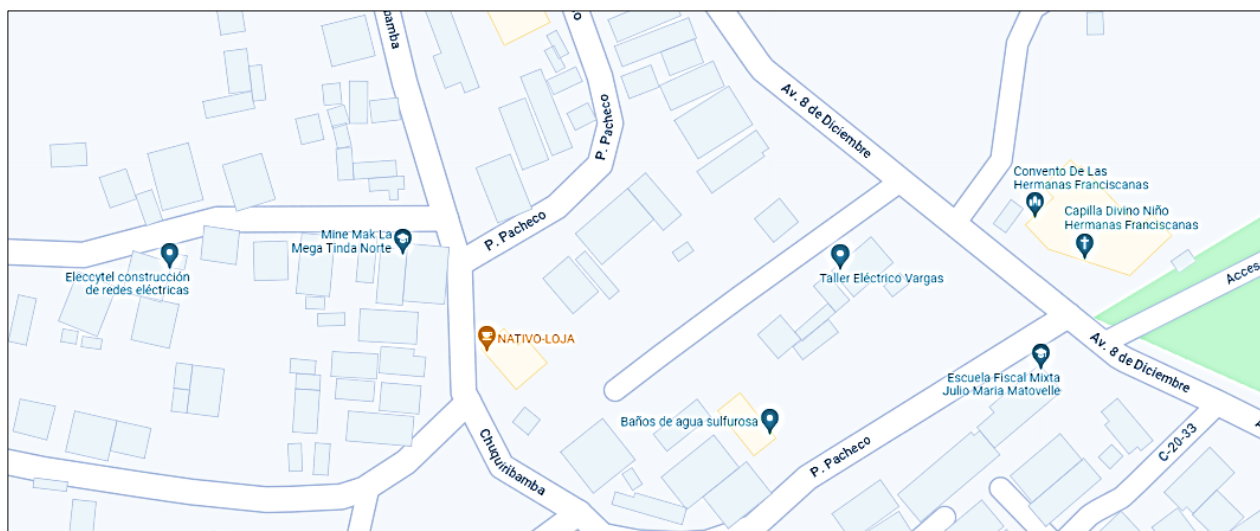 Av. 8 de Diciembre
P. Pacheco
Convento De Las
Hermanas Franciscanas
Capilla Divino Niño
Hermanas Franciscanas
Mine Mak La
Mega Tinda Norte
P. Pacheco
Eleccytel construcción
de redes eléctricas
Taller Eléctrico Vargas
Acces
NATIVO-LOJA
Av. 8 de Diciembre
Escuela Fiscal Mixta
Julio Maria Matovelle
Baños de agua sulfurosa
Chuquiribamba
P. Pacheco
C-20-33